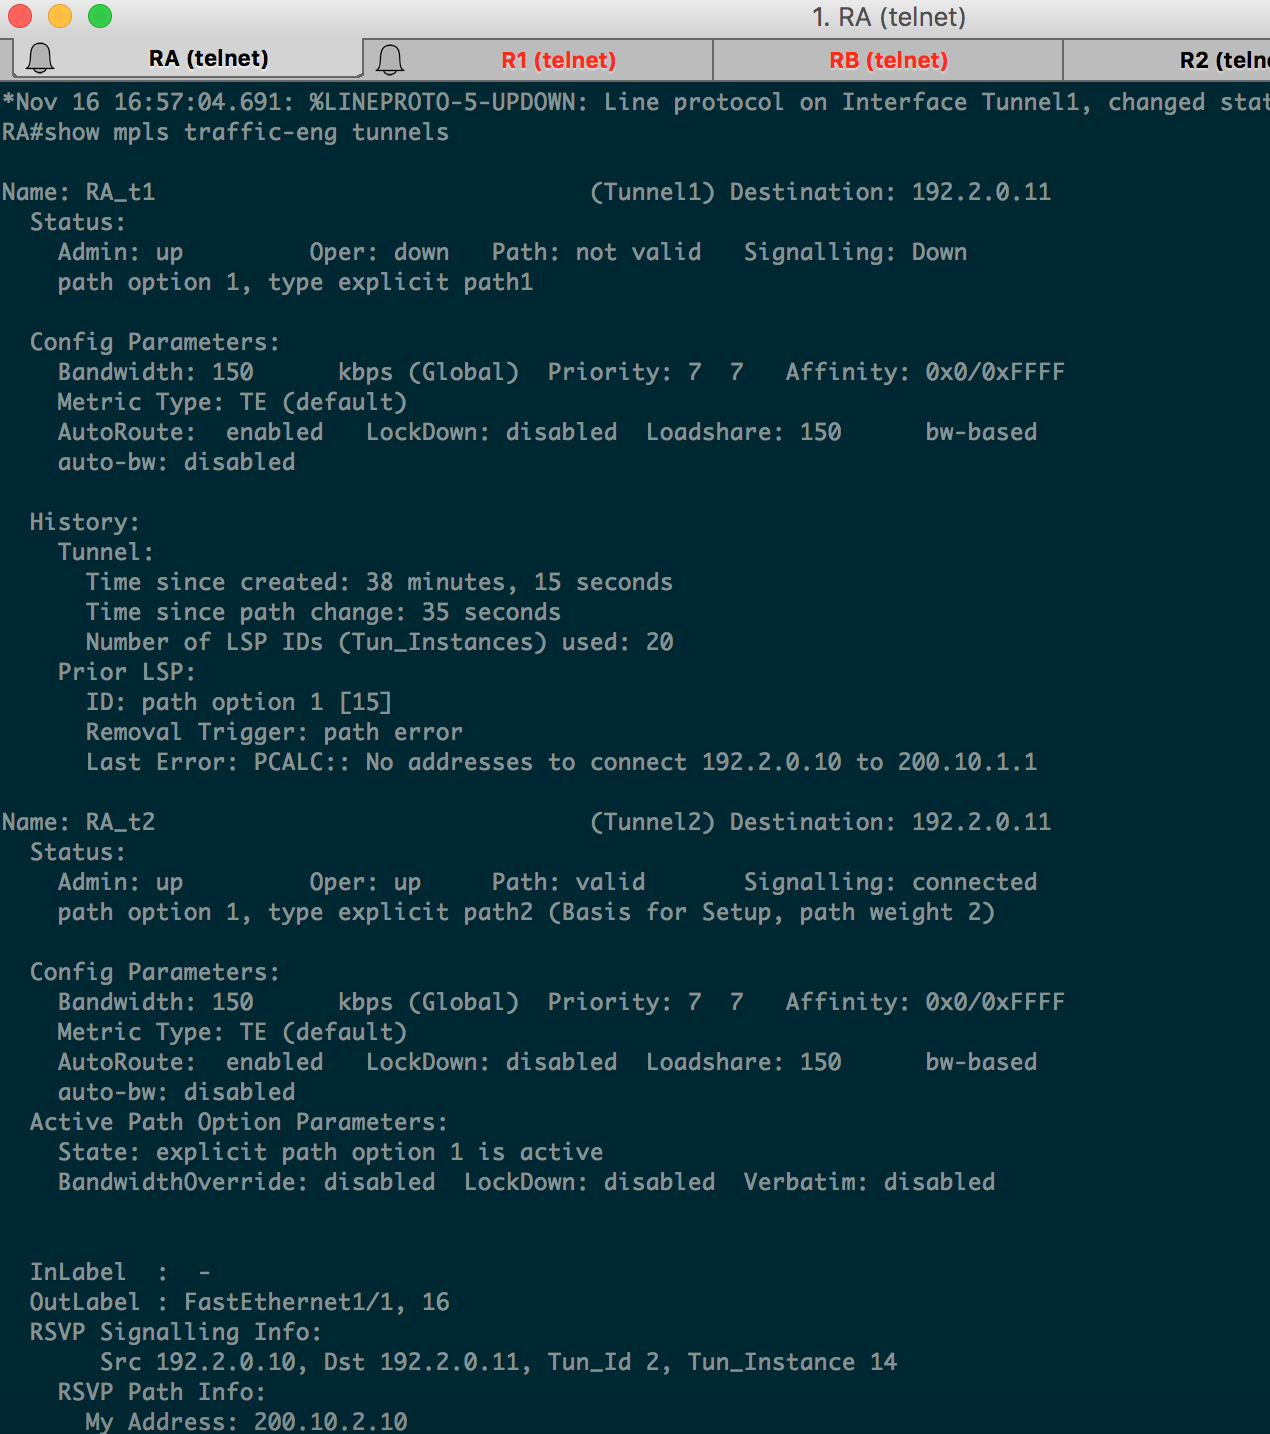 1. RA (telnet)
RA (telnet) R1 (telnet) RB (telnet) R2 (teln
*Nov 16 16:57:04.691: %LINEPROTO-5-UPDOWN: Line protocol on Interface Tunnel1, changed stat
RA#show mpls traffic-eng tunnels
Name: RA_t1 (Tunnel1) Destination: 192.2.0.11
Status:
Admin: up Oper: down Path: not valid Signalling: Down
path option 1, type explicit path1
Config Parameters:
Bandwidth: 150 kbps (Global) Priority: 7 7 Affinity: 0x0/0xFFFF
Metric Type: TE (default)
AutoRoute: enabled LockDown: disabled Loadshare: 150 bw-based
auto-bw: disabled
History:
Tunnel:
Time since created: 38 minutes, 15 seconds
Time since path change: 35 seconds
Number of LSP IDs (Tun_Instances) used: 20
Prior LSP:
ID: path option 1 [15]
Removal Trigger: path error
Last Error: PCALC:: No addresses to connect 192.2.0.10 to 200.10.1.1
Name: RA_t2 (Tunnel2) Destination: 192.2.0.11
Status:
Admin: up Oper: up Path: valid Signalling: connected
path option 1, type explicit path2 (Basis for Setup, path weight 2)
Config Parameters:
Bandwidth: 150 kbps (Global) Priority: 7 7 Affinity: 0x0/0xFFFF
Metric Type: TE (default)
AutoRoute: enabled LockDown: disabled Loadshare: 150 bw-based
auto-bw: disabled
Active Path Option Parameters:
State: explicit path option 1 is active
BandwidthOverride: disabled LockDown: disabled Verbatim: disabled
InLabel : -
OutLabel : FastEthernet1/1, 16
RSVP Signalling Info:
Src 192.2.0.10, Dst 192.2.0.11, Tun_Id 2, Tun_Instance 14
RSVP Path Info:
My Address: 200.10.2.10